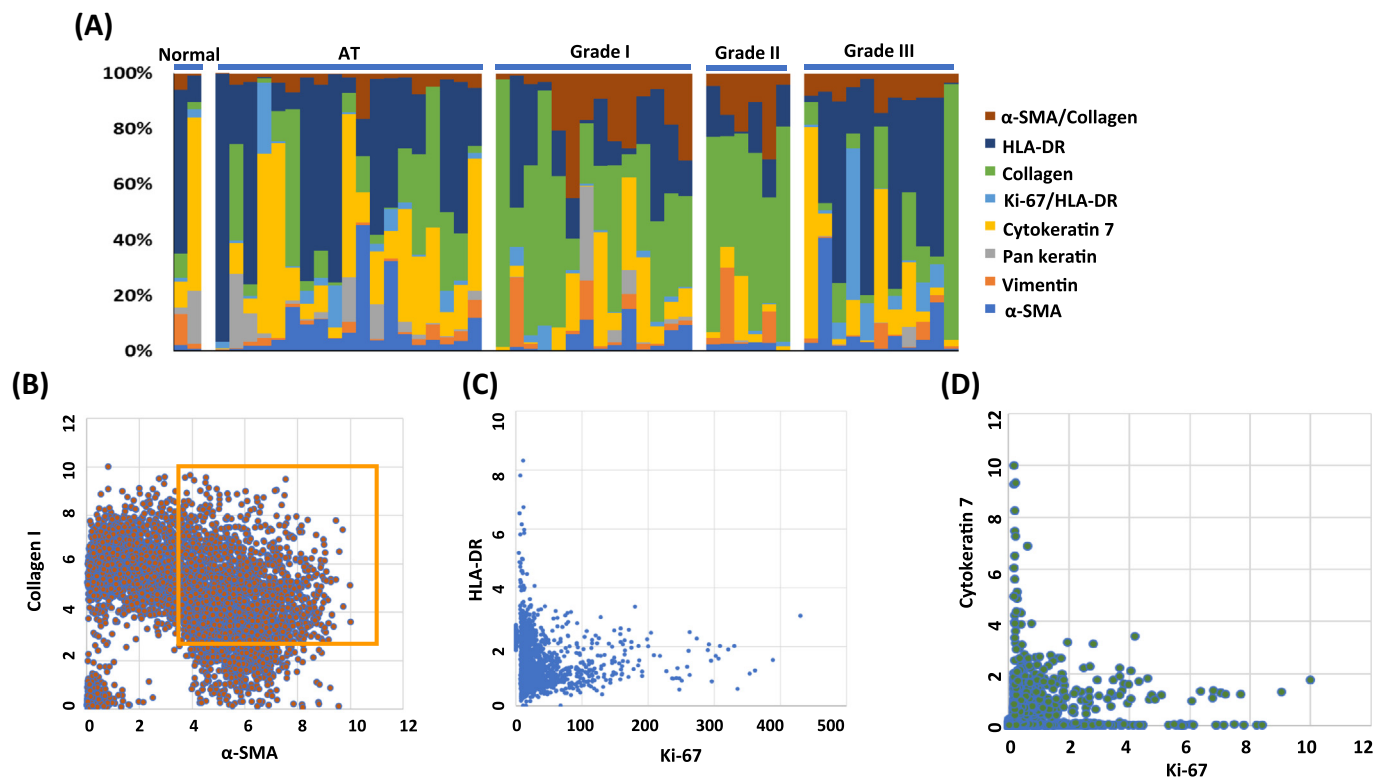 (A)
Normal AT Grade I Grade II Grade III
100%
80%
60%
40%
20%
0%
α-SMA/Collagen
HLA-DR
Collagen
Ki-67/HLA-DR
Cytokeratin 7
Pan keratin
Vimentin
α-SMA
(B)
Collagen I
12
10
8
6
4
2
0
0 2 4 6 8 10 12
α-SMA
(C)
HLA-DR
10
8
6
4
2
0
0 100 200 300 400 500
Ki-67
(D)
Cytokeratin 7
12
10
8
6
4
2
0
0 2 4 6 8 10 12
Ki-67